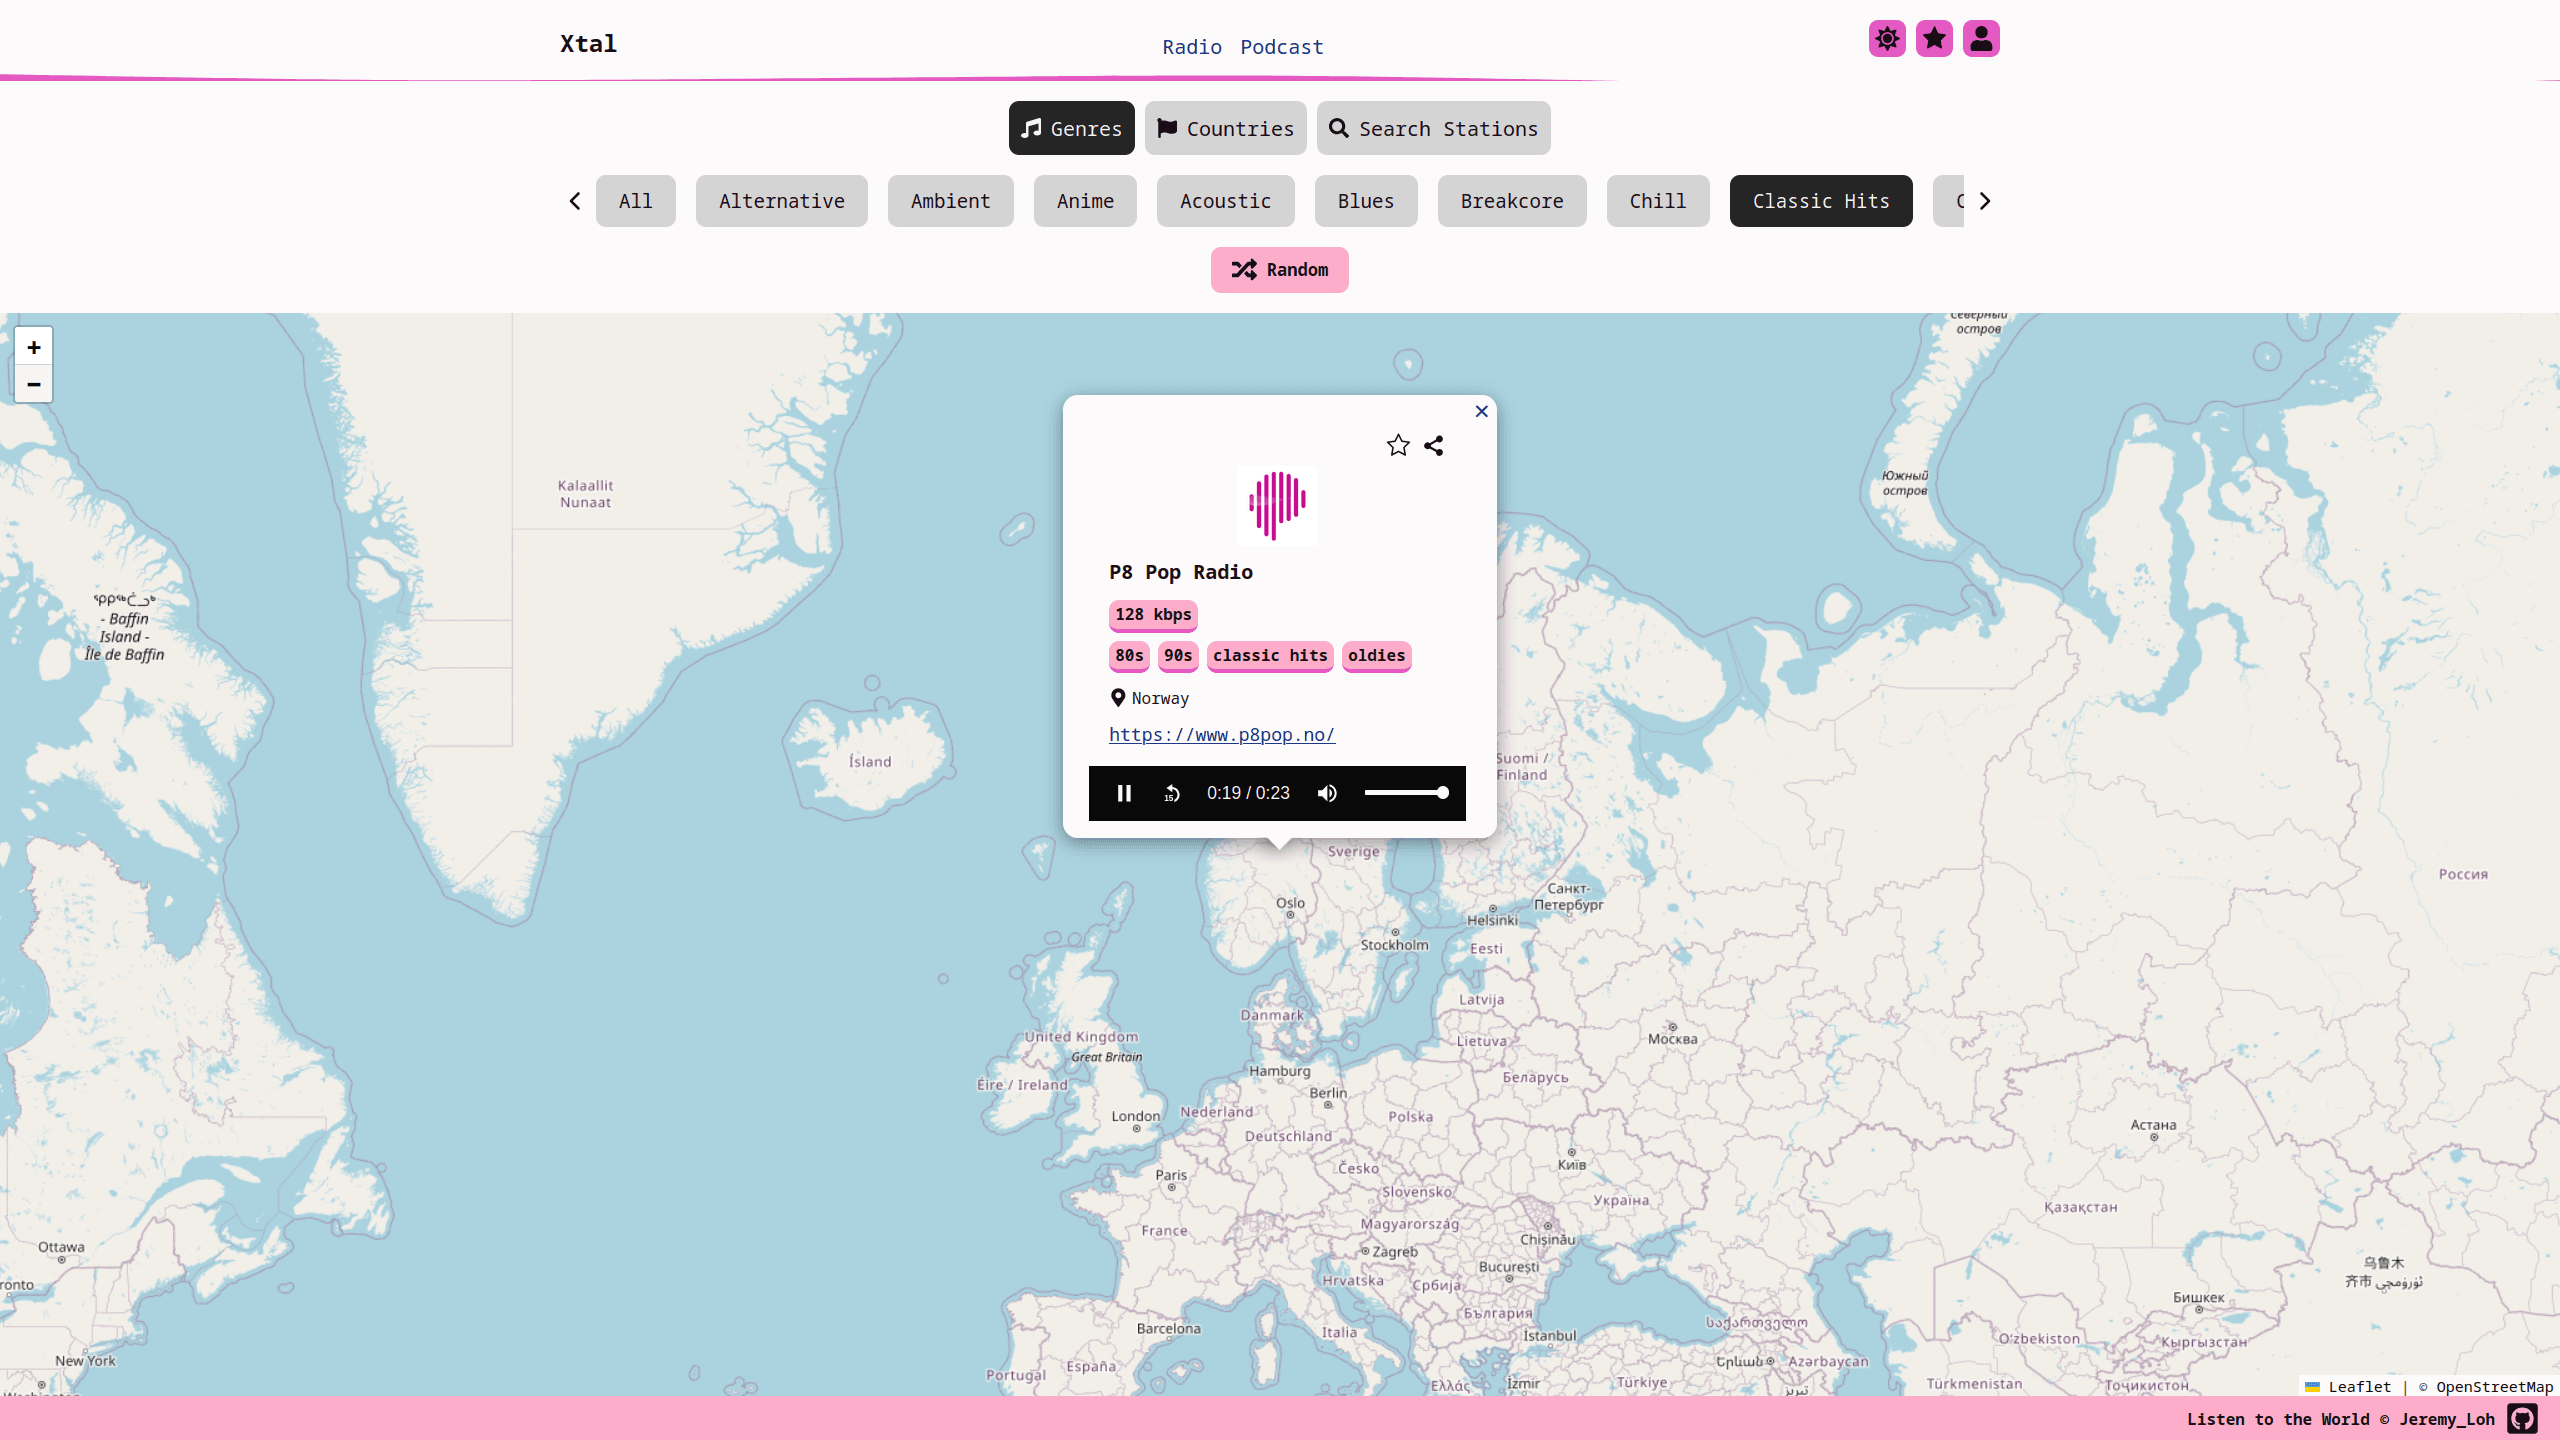 Xtal
Radio Podcast
Genres Countries Search Stations
All Alternative Ambient Anime Acoustic Blues Breakcore Chill Classic Hits
Random
+
−
Северный
остров
Южный
остров
Kalaallit
Nunaat
- Baffin
Island -
Île de Baffin
P8 Pop Radio
128 kbps
80s 90s classic hits oldies
Norway
https://www.p8pop.no/
15 0:19 / 0:23
Ísland
Suomi /
Finland
Sverige
Россия
Oslo
Санкт-
Петербург
Helsinki
Stockholm
Eesti
Latvija
Danmark
United Kingdom
Москва
Lietuva
Great Britain
Hamburg
Беларусь
Éire / Ireland
Berlin
London
Nederland
Polska
Астана
Deutschland
Київ
Česko
Paris
Slovensko
Україна
Қазақстан
Magyarország
France
Chișinău
Ottawa
Zagreb
București
乌鲁木
齐市 ئۈرۈمچى
Hrvatska
Србија
ronto
Бишкек
България
საქართველო
Barcelona
Italia
İstanbul
O'zbekiston
Кыргызстан
New York
Երևան
Azərbaycan
España
Portugal
Ελλάς
İzmir
Türkiye
Türkmenistan
Тоҷикистон
تبریز
Washington
Leaflet | © OpenStreetMap
Listen to the World © Jeremy_Loh